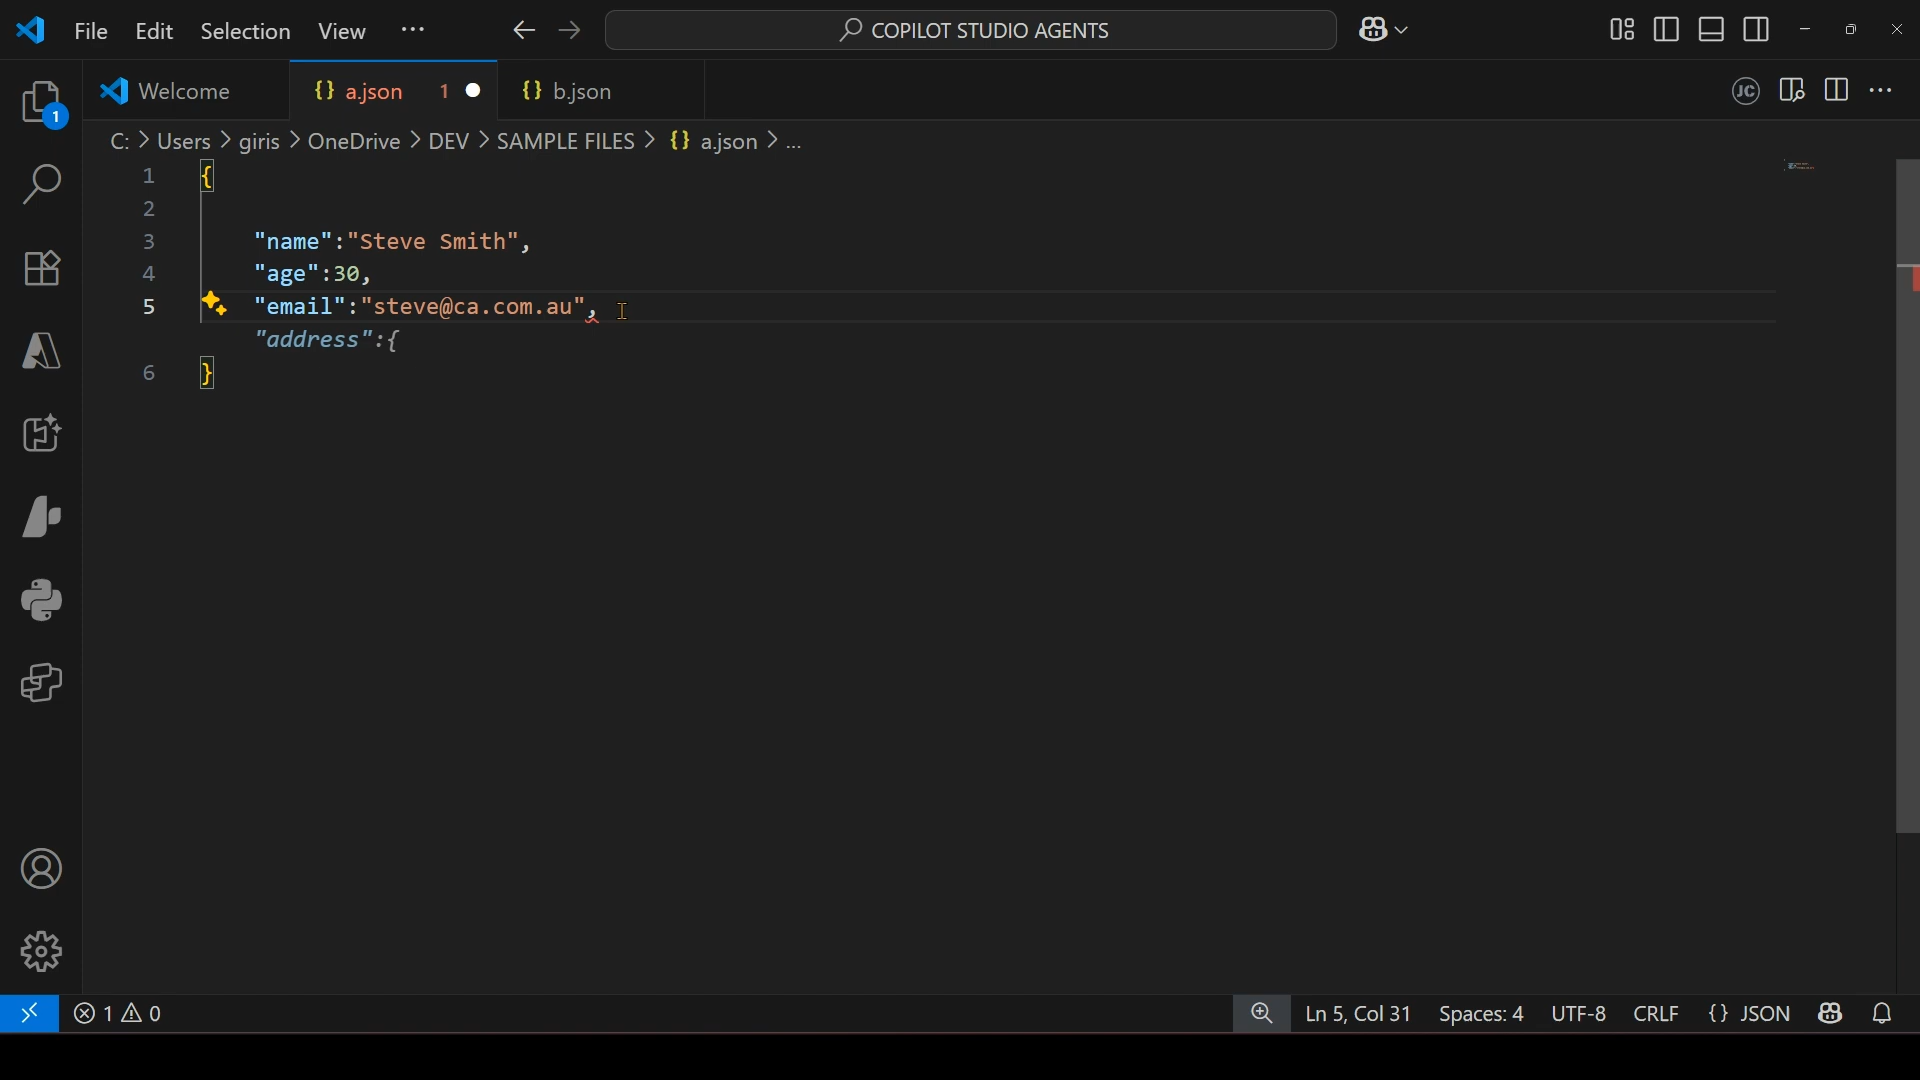 File Edit Selection View ··· COPILOT STUDIO AGENTS
Welcome {} a.json 1 {} b.json JC ···
1
C: > Users > giris > OneDrive > DEV > SAMPLE FILES > {} a.json > ...
1 {
2
3 "name":"Steve Smith",
4 "age":30,
5 "email":"steve@ca.com.au",
"address":{
6 }
1 0 Ln 5, Col 31 Spaces: 4 UTF-8 CRLF {} JSON